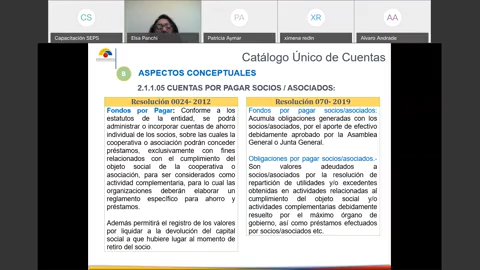 CS
PA
XR
AA
Capacitación SEPS
Elsa Panchi
Patricia Aymar
ximena redin
Alvaro Andrade
Catálogo Único de Cuentas
8
ASPECTOS CONCEPTUALES
2.1.1.05 CUENTAS POR PAGAR SOCIOS / ASOCIADOS:
Resolución 0024- 2012
Fondos por Pagar: Conforme a los
estatutos de la entidad, se podrá
administrar o incorporar cuentas de ahorro
individual de los socios, sobre las cuales la
cooperativa o asociación podrán conceder
préstamos, exclusivamente con fines
relacionados con el cumplimiento del
objeto social de la cooperativa o
asociación, para ser considerados como
actividad complementaria, para lo cual las
organizaciones deberán elaborar un
reglamento específico para ahorro y
préstamos.
Además permitirá el registro de los valores
por liquidar a la devolución del capital
social a que hubiere lugar al momento de
retiro del socio
Resolución 070- 2019
Fondos por pagar socios/asociados:
Acumula obligaciones generadas con los
socios/asociados, por el aporte de efectivo
debidamente aprobado por la Asamblea
General o Junta General.
Obligaciones por pagar socios/asociados.-
Son valores adeudados a
socios/asociados por la resolución de
repartición de utilidades y/o excedentes
obtenidas en actividades relacionadas al
cumplimiento del objeto social y/o
actividades complementarias debidamente
resuelto por el máximo órgano de
gobierno, así como préstamos efectuados
por socios/asociados etc.